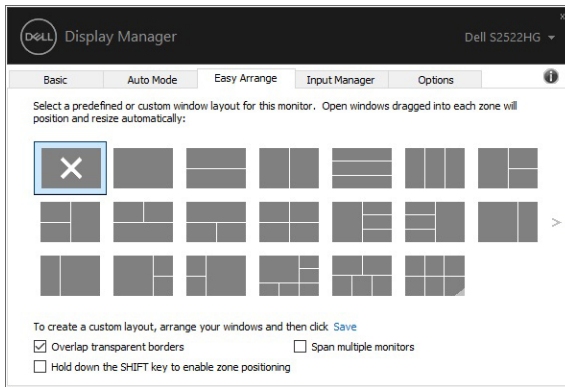 DELL Display Manager
Dell S2522HG
Basic
Auto Mode
Easy Arrange
Input Manager
Options
Select a predefined or custom window layout for this monitor. Open windows dragged into each zone will
position and resize automatically:
To create a custom layout, arrange your windows and then click Save
Overlap transparent borders
Span multiple monitors
Hold down the SHIFT key to enable zone positioning